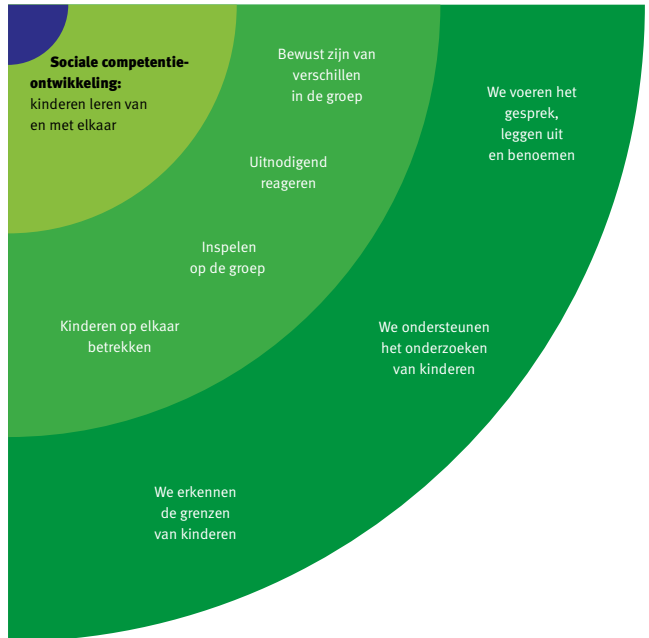 Sociale competentie-
ontwikkeling:
kinderen leren van
en met elkaar
Bewust zijn van
verschillen
in de groep
Uitnodigend
reageren
Inspelen
op de groep
Kinderen op elkaar
betrekken
We voeren het
gesprek,
leggen uit
en benoemen
We ondersteunen
het onderzoeken
van kinderen
We erkennen
de grenzen
van kinderen